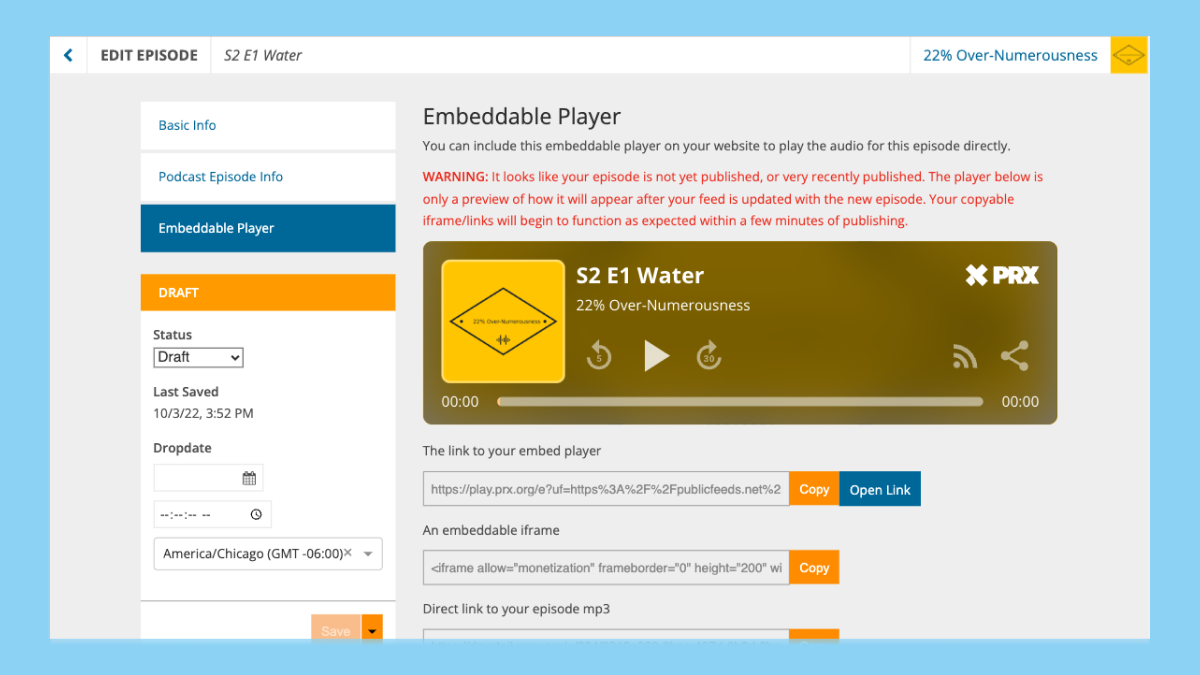 EDIT EPISODE
S2 E1 Water
22% Over-Numerousness
Basic Info
Podcast Episode Info
Embeddable Player
DRAFT
Status
Draft
Last Saved
10/3/22, 3:52 PM
Dropdate
--:--:-- --
America/Chicago (GMT -06:00)×
Save
Embeddable Player
You can include this embeddable player on your website to play the audio for this episode directly.
WARNING: It looks like your episode is not yet published, or very recently published. The player below is
only a preview of how it will appear after your feed is updated with the new episode. Your copyable
iframe/links will begin to function as expected within a few minutes of publishing.
22% Over-Numerousness
S2 E1 Water
PRX
22% Over-Numerousness
5
30
00:00
00:00
The link to your embed player
https://play.prx.org/e?uf=https%3A%2F%2Fpublicfeeds.net%2
Copy
Open Link
An embeddable iframe
<iframe allow="monetization" frameborder="0" height="200" wi
Copy
Direct link to your episode mp3